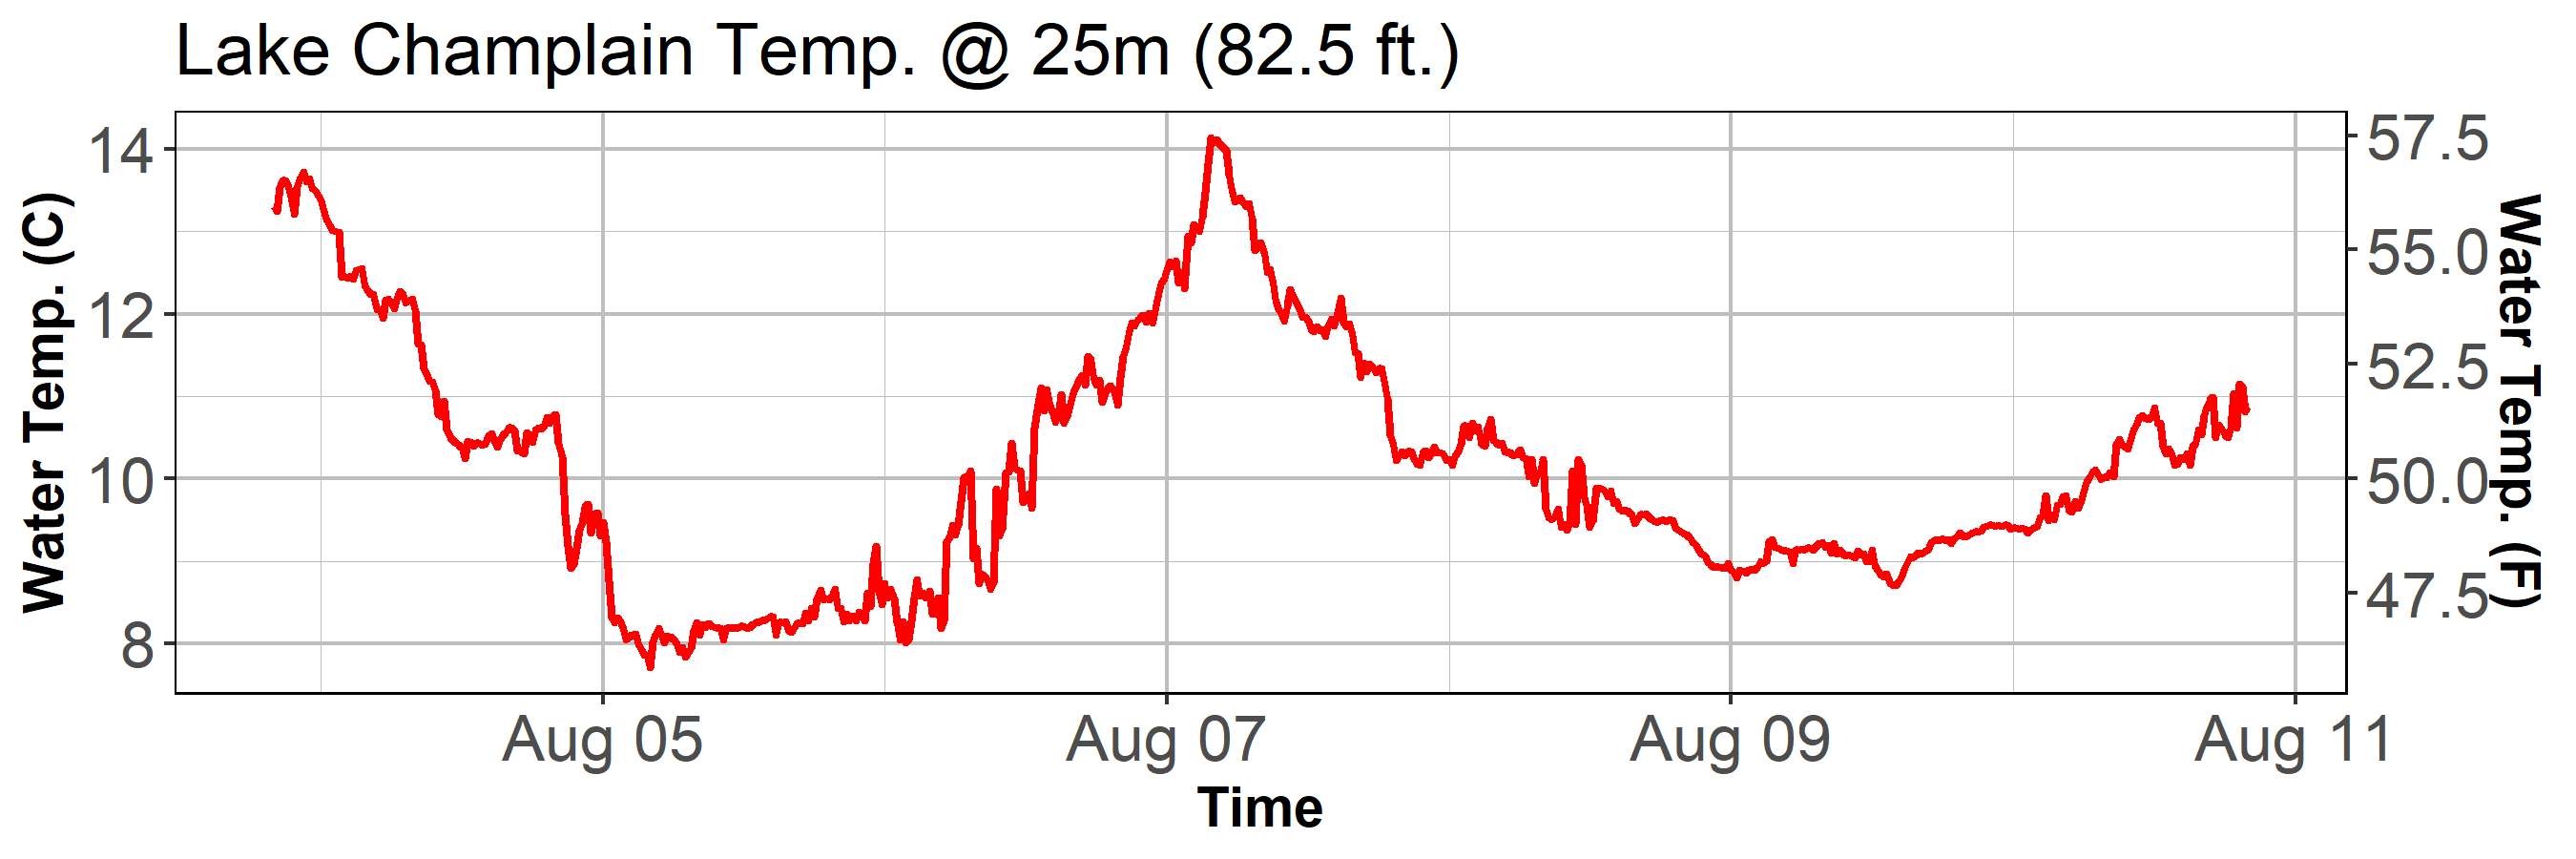 Lake Champlain Temp. @ 25m (82.5 ft.)
Water Temp. (C)
14
12
10
8
57.5
55.0
52.5
50.0
47.5
Water Temp. (F)
Aug 05 Aug 07 Aug 09 Aug 11
Time